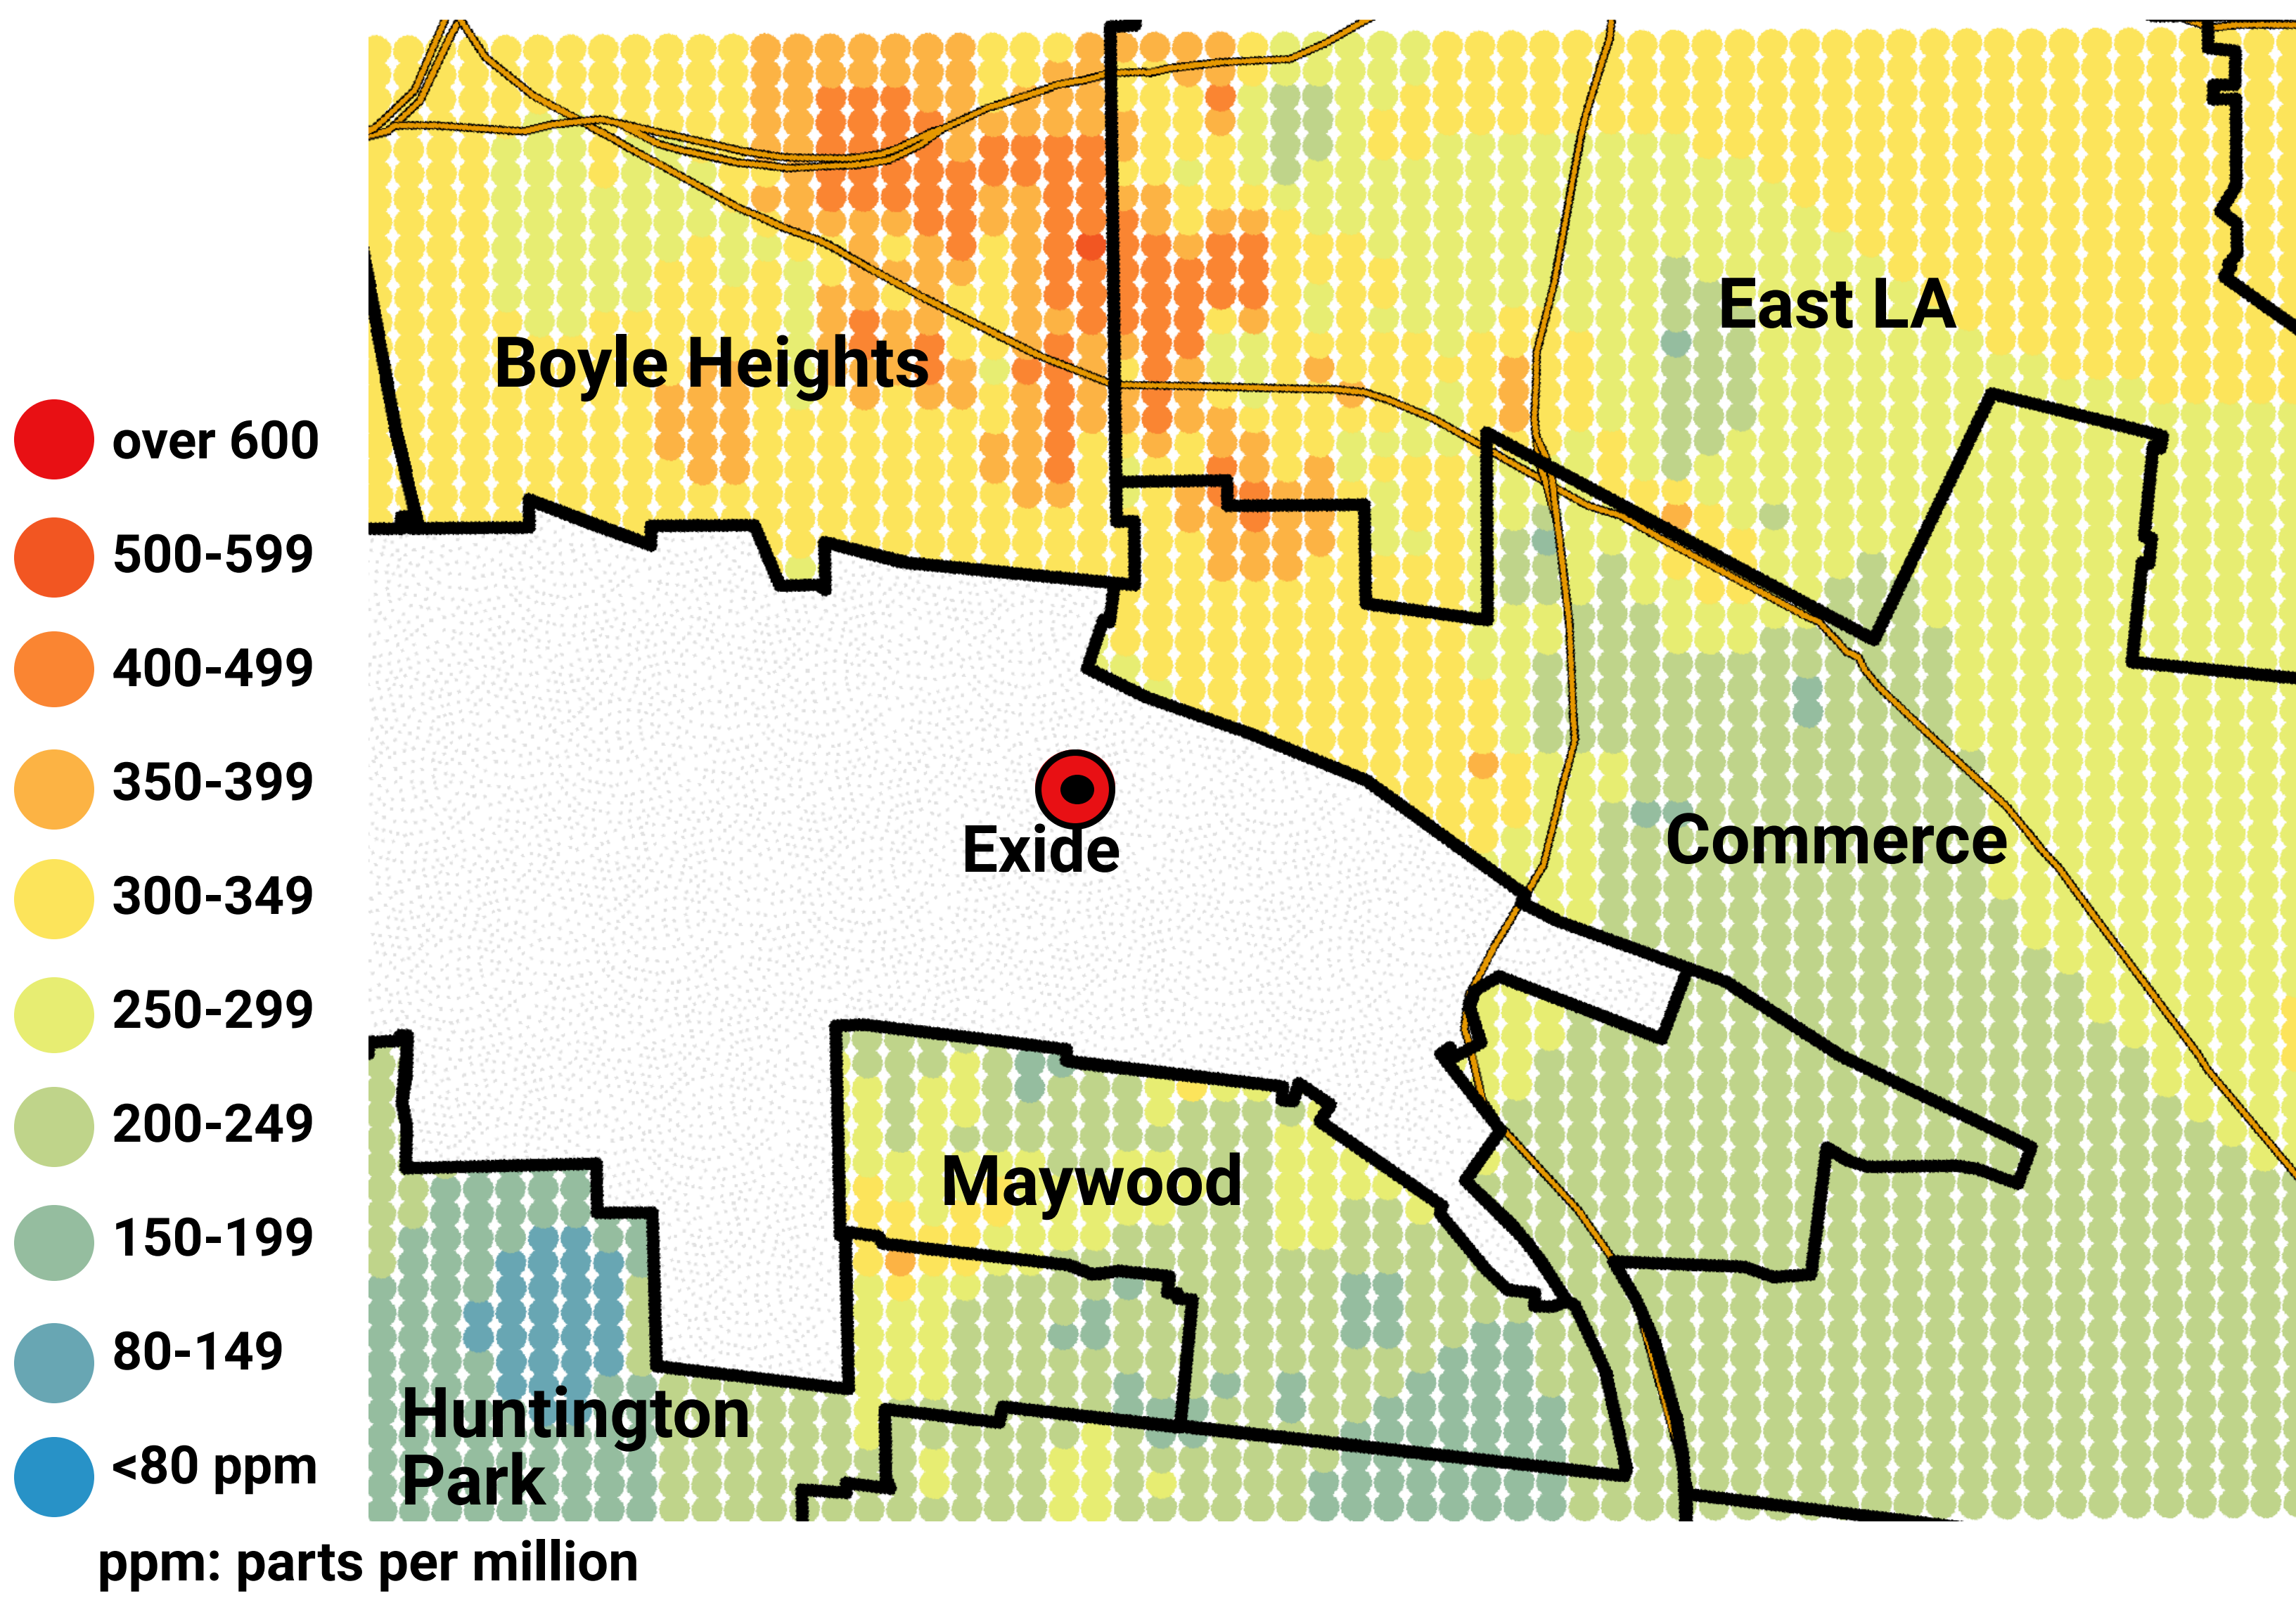 East LA
Boyle Heights
over 600
500-599
400-499
350-399
300-349
250-299
200-249
150-199
80-149
<80 ppm
ppm: parts per million
Exide
Commerce
Maywood
Huntington
Park